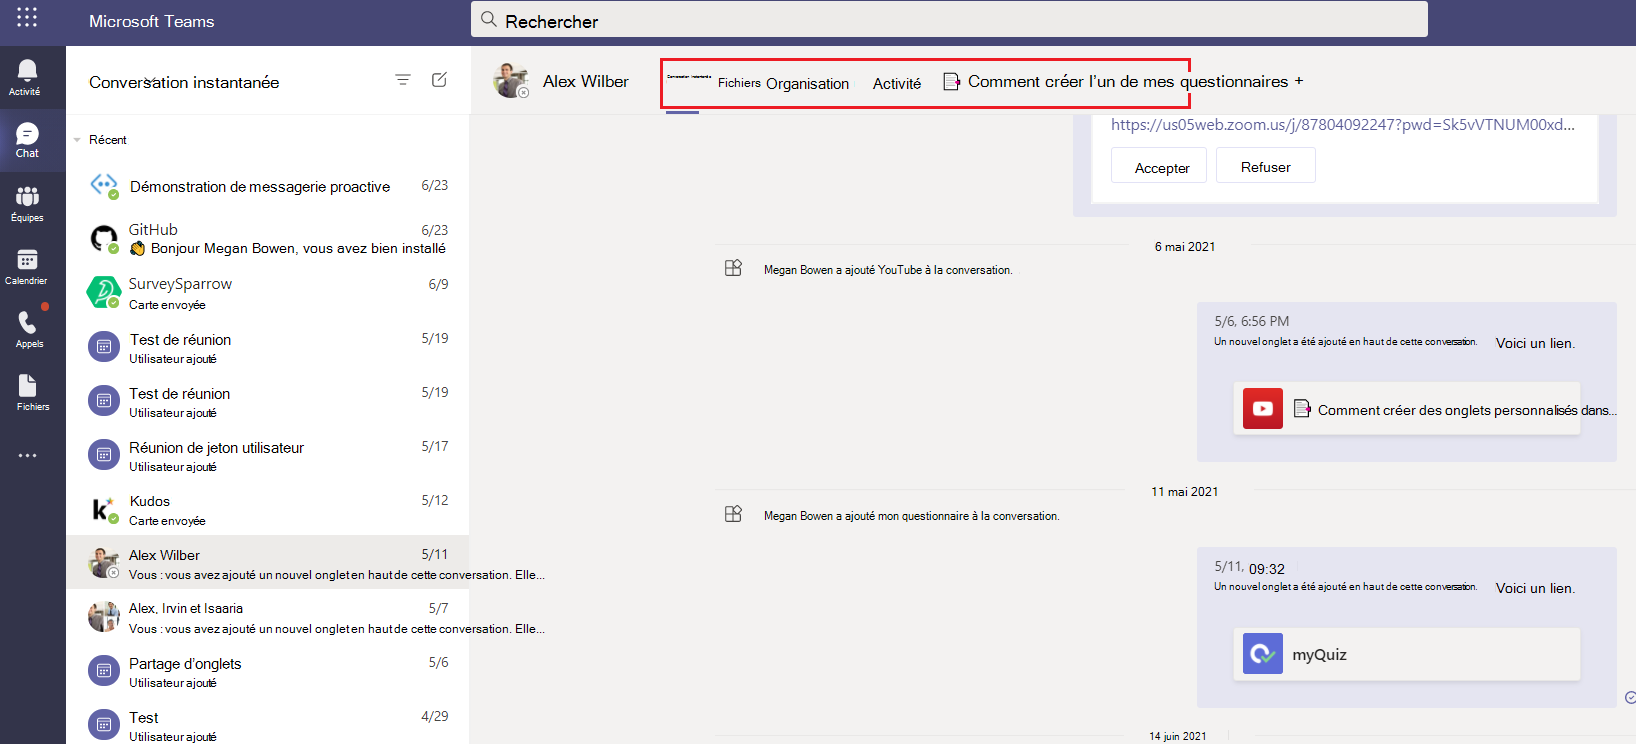 Microsoft Teams
Rechercher
Activité
Chat
Équipes
Calendrier
Appels
Fichiers
Conversation instantanée
Récent
Démonstration de messagerie proactive 6/23
GitHub 6/23
👏 Bonjour Megan Bowen, vous avez bien installé
SurveySparrow 6/9
Carte envoyée
Test de réunion 5/19
Utilisateur ajouté
Test de réunion 5/19
Utilisateur ajouté
Réunion de jeton utilisateur 5/17
Utilisateur ajouté
Kudos 5/12
Carte envoyée
Alex Wilber 5/11
Vous : vous avez ajouté un nouvel onglet en haut de cette conversation. Elle...
Alex, Irvin et Isaaria 5/7
Vous : vous avez ajouté un nouvel onglet en haut de cette conversation. Elle...
Partage d’onglets 5/6
Utilisateur ajouté
Test 4/29
Utilisateur ajouté
Alex Wilber Conversation instantanée Fichiers Organisation Activité Comment créer l’un de mes questionnaires +
https://us05web.zoom.us/j/87804092247?pwd=Sk5vVTNUM00xd...
Accepter Refuser
6 mai 2021
Megan Bowen a ajouté YouTube à la conversation.
5/6, 6:56 PM
Un nouvel onglet a été ajouté en haut de cette conversation. Voici un lien.
Comment créer des onglets personnalisés dans...
11 mai 2021
Megan Bowen a ajouté mon questionnaire à la conversation.
5/11, 09:32
Un nouvel onglet a été ajouté en haut de cette conversation. Voici un lien.
myQuiz
14 juin 2021